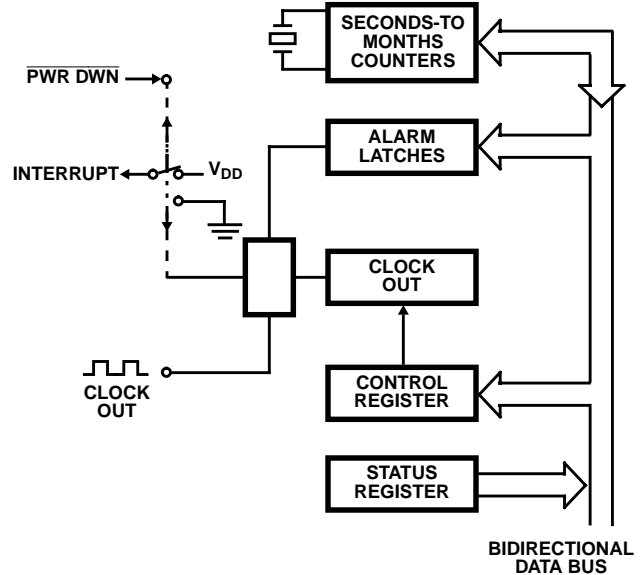 SECONDS-TO
MONTHS
COUNTERS
PWR DWN
ALARM
LATCHES
INTERRUPT
VDD
CLOCK
OUT
CLOCK
OUT
CONTROL
REGISTER
STATUS
REGISTER
BIDIRECTIONAL
DATA BUS